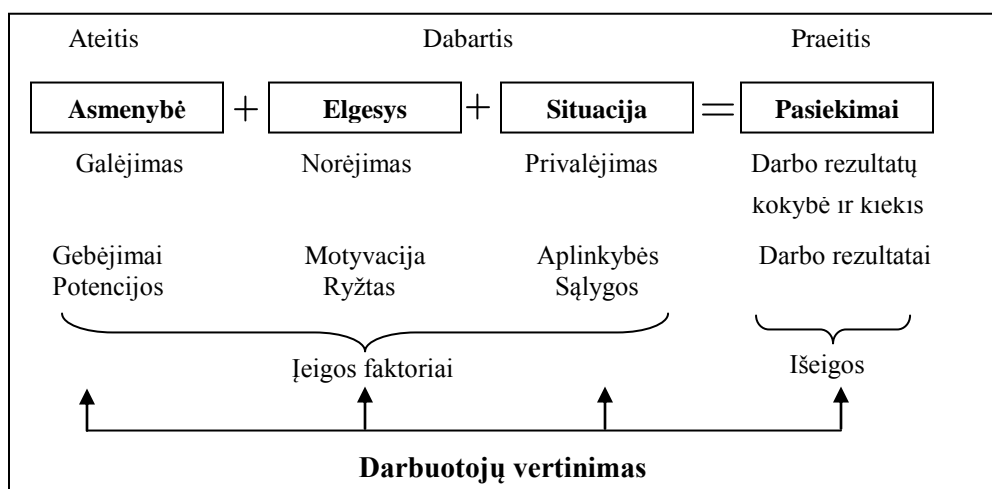 Ateitis Dabartis Praeitis
Asmenybė + Elgesys + Situacija = Pasiekimai
Galėjimas Norėjimas Privalėjimas Darbo rezultatų
kokybė ir kiekis
Gebėjimai Motyvacija Aplinkybės Darbo rezultatai
Potencijos Ryžtas Sąlygos
Įeigos faktoriai Išeigos
Darbuotojų vertinimas